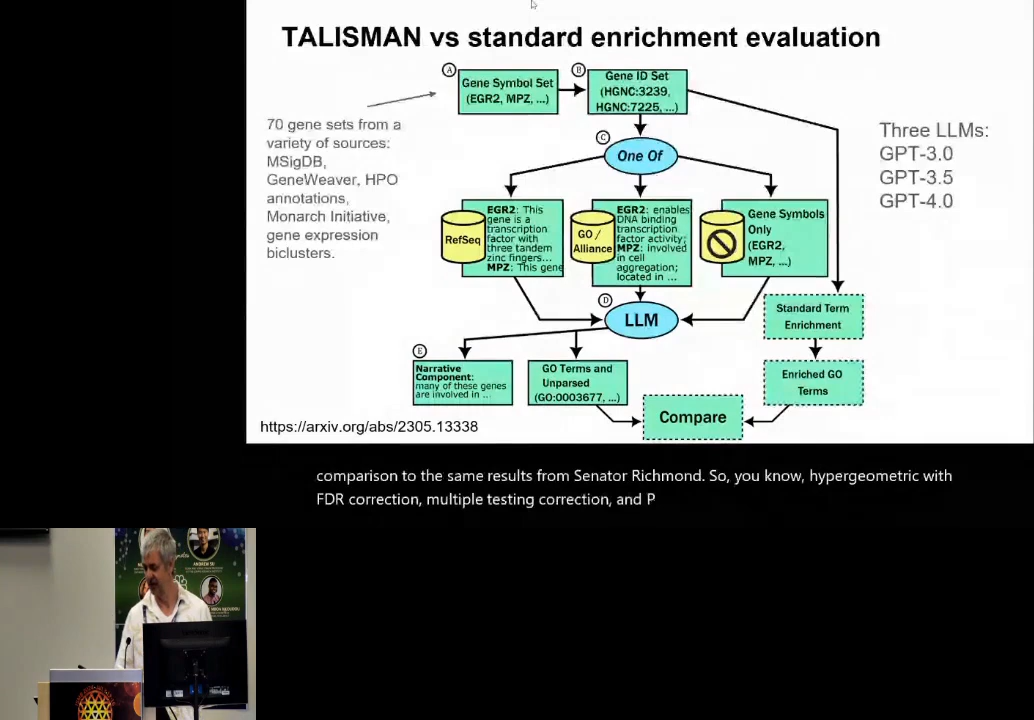 TALISMAN vs standard enrichment evaluation
A
Gene Symbol Set
(EGR2, MPZ, ...)
B
Gene ID Set
(HGNC:3239,
HGNC:7225, ...)
70 gene sets from a
variety of sources:
MSigDB,
GeneWeaver, HPO
annotations,
Monarch Initiative,
gene expression
biclusters.
Three LLMs:
GPT-3.0
GPT-3.5
GPT-4.0
C
One Of
RefSeq
EGR2: This
gene is a
transcription
factor with
three tandem
zinc fingers...
MPZ: This gene
GO /
Alliance
EGR2: enables
DNA binding
transcription
factor activity;
MPZ: involved
in cell
aggregation;
located in ...
Gene Symbols
Only
(EGR2,
MPZ, ...)
D
LLM
Standard Term
Enrichment
E
Narrative
Component:
many of these genes
are involved in ...
GO Terms and
Unparsed
(GO:0003677, ...)
Enriched GO
Terms
Compare
https://arxiv.org/abs/2305.13338
comparison to the same results from Senator Richmond. So, you know, hypergeometric with
FDR correction, multiple testing correction, and P
ANDREW SU